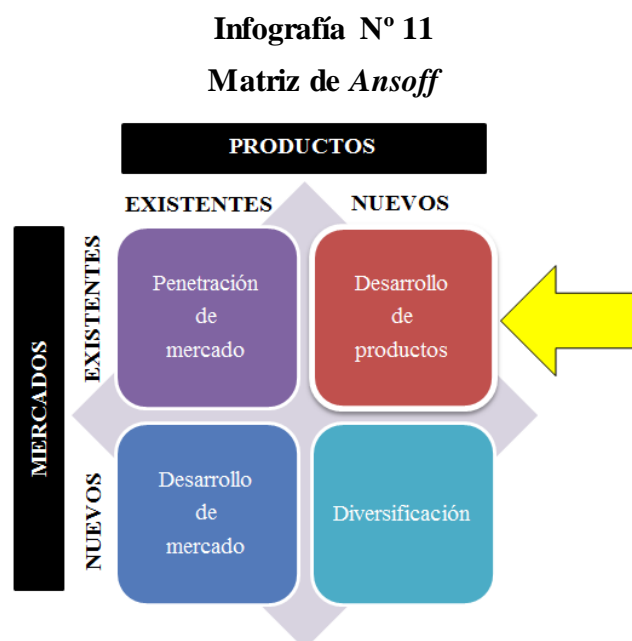 Infografía Nº 11
Matriz de Ansoff
PRODUCTOS
EXISTENTES
NUEVOS
MERCADOS
EXISTENTES
NUEVOS
Penetración
de
mercado
Desarrollo
de
productos
Desarrollo
de
mercado
Diversificación